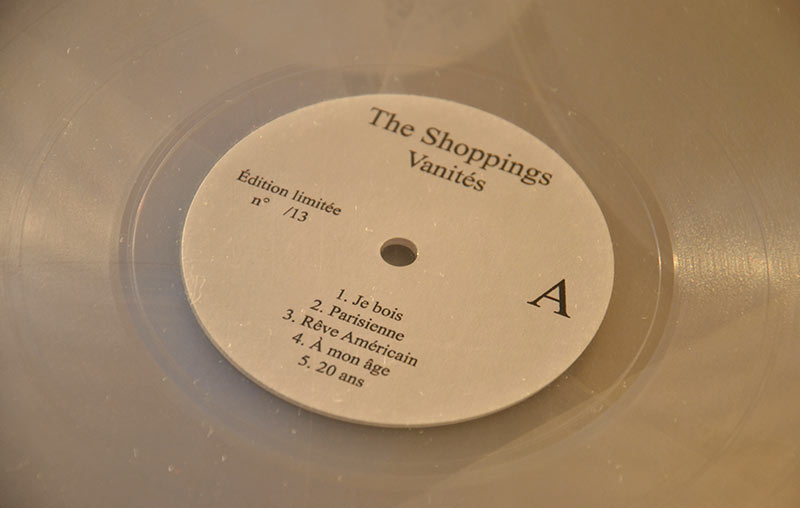 The Shoppings
Vanités
Édition limitée
n° /13
A
1. Je bois
2. Parisienne
3. Rêve Américain
4. À mon âge
5. 20 ans